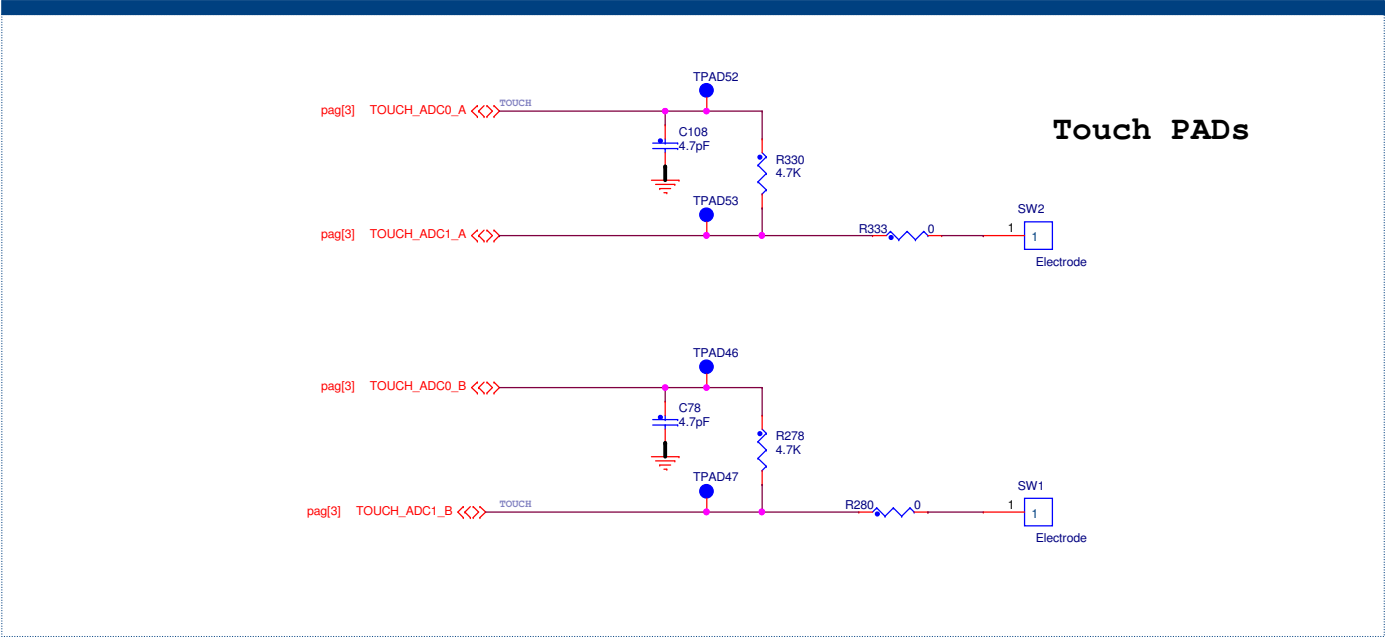 TPAD52
pag[3] TOUCH_ADC0_A TOUCH
C108
4.7pF
Touch PADs
R330
4.7K
TPAD53
SW2
pag[3] TOUCH_ADC1_A R333 0 1 1
Electrode
TPAD46
pag[3] TOUCH_ADC0_B
C78
4.7pF
R278
4.7K
TPAD47
SW1
pag[3] TOUCH_ADC1_B TOUCH R280 0 1 1
Electrode